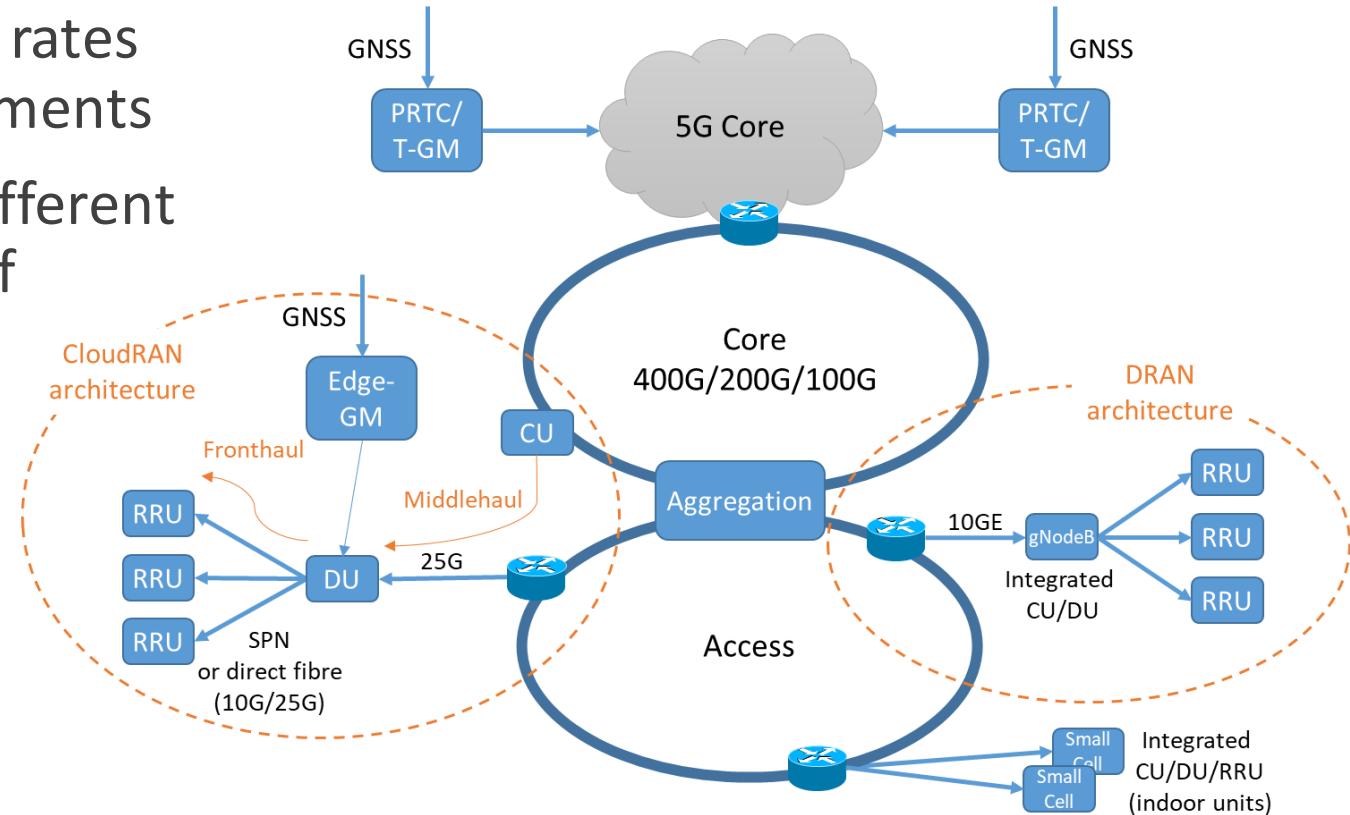 rates
ments
fferent
f
GNSS
GNSS
PRTC/
T-GM
5G Core
PRTC/
T-GM
GNSS
CloudRAN
architecture
Edge-
GM
Core
400G/200G/100G
DRAN
architecture
CU
Fronthaul
Middlehaul
Aggregation
RRU
RRU
RRU
DU
25G
10GE
gNodeB
Integrated
CU/DU
RRU
RRU
RRU
SPN
or direct fibre
(10G/25G)
Access
Small
Cell
Small
Cell
Integrated
CU/DU/RRU
(indoor units)